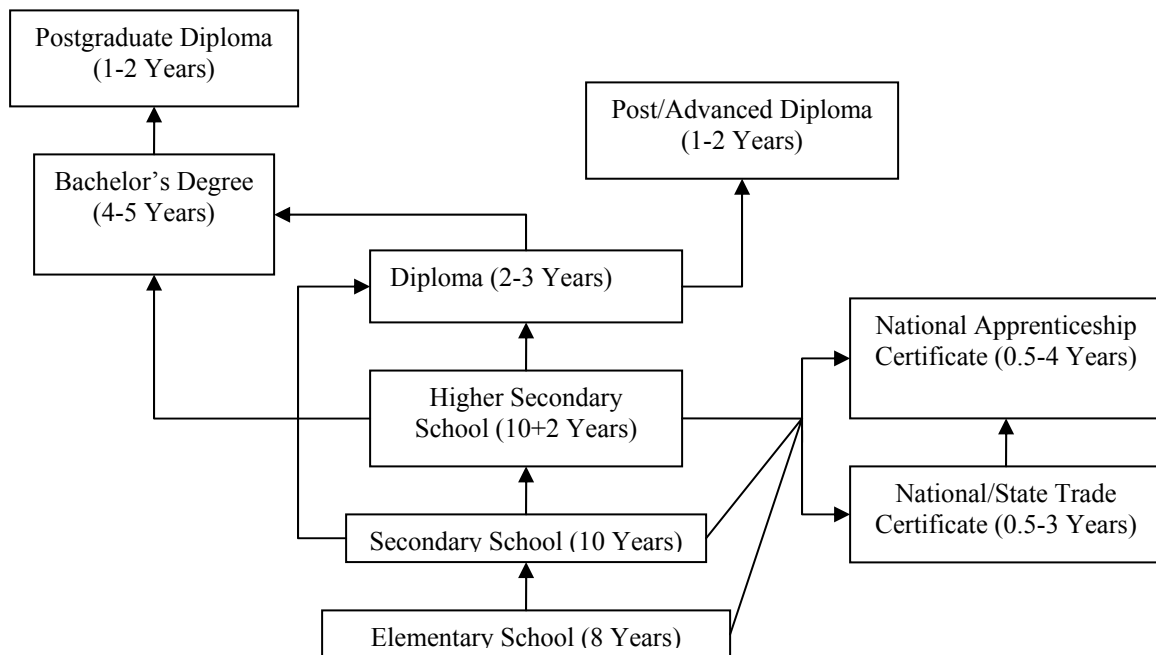 Postgraduate Diploma
(1-2 Years)
Post/Advanced Diploma
(1-2 Years)
Bachelor’s Degree
(4-5 Years)
Diploma (2-3 Years)
National Apprenticeship
Certificate (0.5-4 Years)
Higher Secondary
School (10+2 Years)
National/State Trade
Certificate (0.5-3 Years)
Secondary School (10 Years)
Elementary School (8 Years)